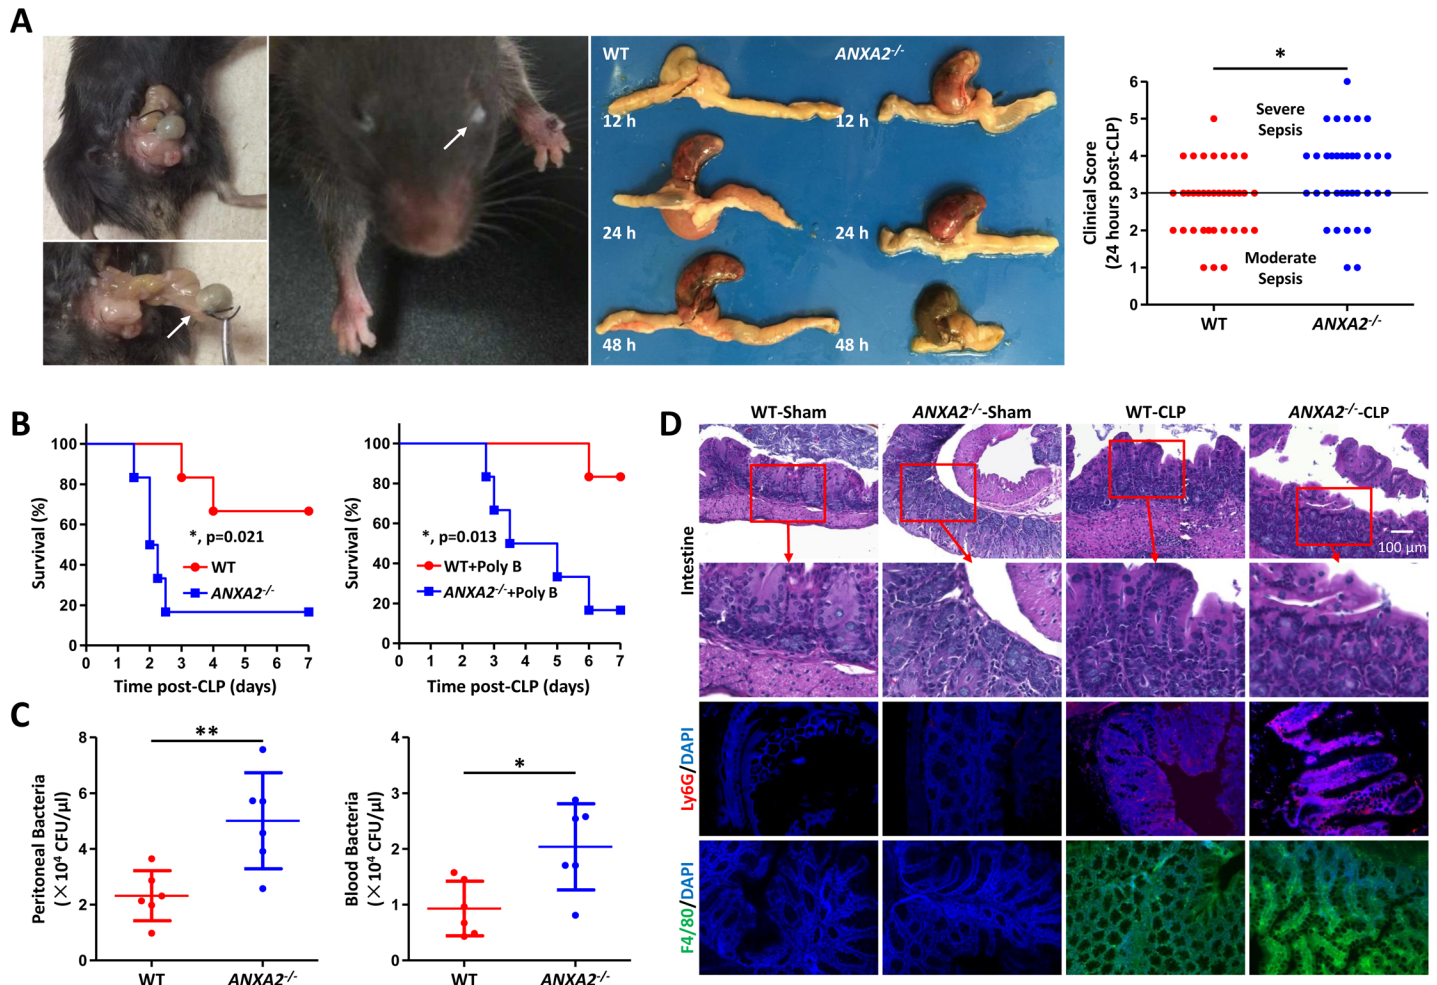 A
WT
ANXA2-/-
12 h
12 h
24 h
24 h
48 h
48 h
*
Clinical Score
(24 hours post-CLP)
6
5
4
3
2
1
0
Severe
Sepsis
Moderate
Sepsis
WT
ANXA2-/-
B
Survival (%)
100
80
60
40
20
0
*, p=0.021
WT
ANXA2-/-
0 1 2 3 4 5 6 7
Time post-CLP (days)
Survival (%)
100
80
60
40
20
0
*, p=0.013
WT+Poly B
ANXA2-/-+Poly B
0 1 2 3 4 5 6 7
Time post-CLP (days)
C
Peritoneal Bacteria
(×10⁴ CFU/µl)
8
6
4
2
0
**
WT
ANXA2-/-
Blood Bacteria
(×10⁴ CFU/µl)
4
3
2
1
0
*
WT
ANXA2-/-
D
WT-Sham
ANXA2-/--Sham
WT-CLP
ANXA2-/--CLP
Intestine
100 µm
Ly6G/DAPI
F4/80/DAPI